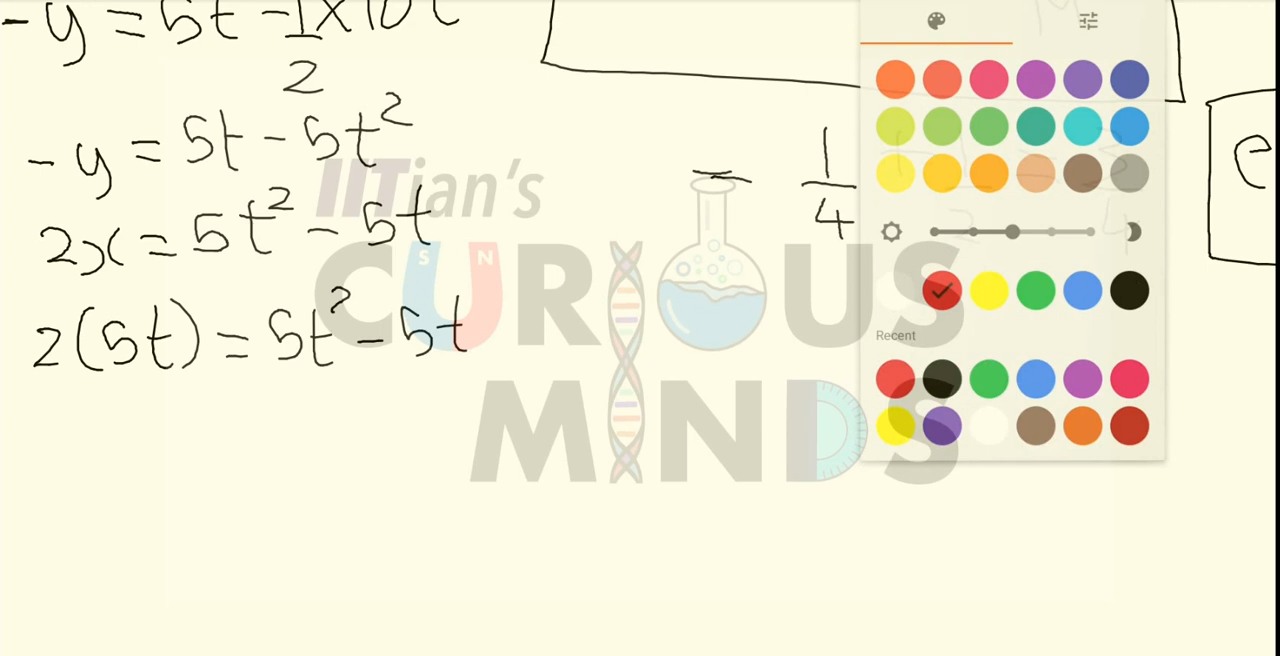 -y = 5t - 1 × 10 t
2
-y = 5t - 5t²
2x = 5t² - 5t
2(5t) = 5t² - 5t
= 1/4
e
IITian's
CURIOUS
S N
MINDS
Recent